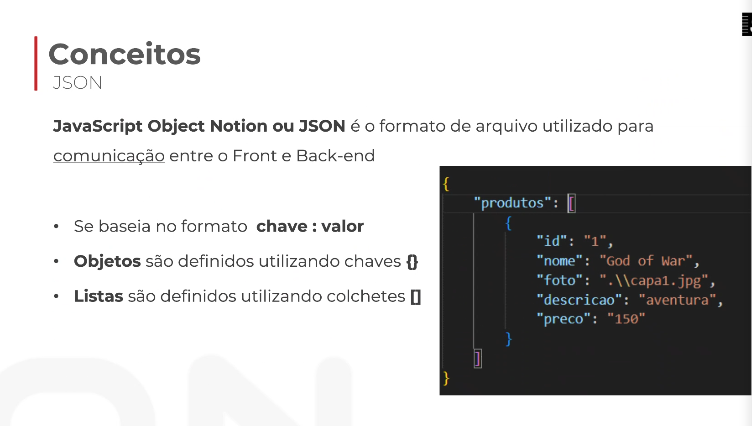 Conceitos
JSON
JavaScript Object Notion ou JSON é o formato de arquivo utilizado para
comunicação entre o Front e Back-end
• Se baseia no formato chave : valor
• Objetos são definidos utilizando chaves {}
• Listas são definidos utilizando colchetes []
{
"produtos": [
{
"id": "1",
"nome": "God of War",
"foto": ".\\capa1.jpg",
"descricao": "aventura",
"preco": "150"
}
]
}